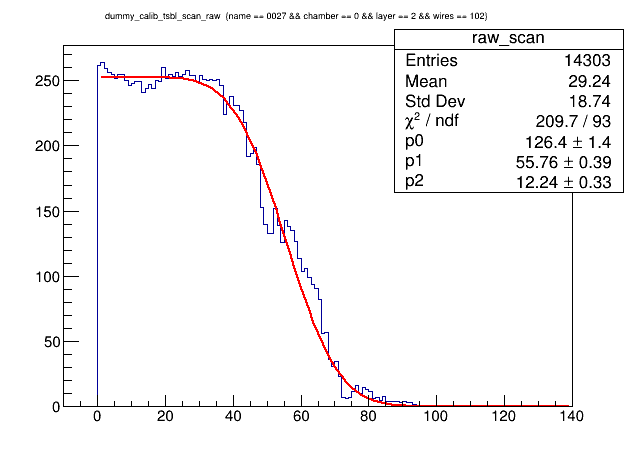 dummy_calib_tsbl_scan_raw (name == 0027 && chamber == 0 && layer == 2 && wires == 102)
raw_scan
Entries 14303
Mean 29.24
Std Dev 18.74
χ² / ndf 209.7 / 93
p0 126.4 ± 1.4
p1 55.76 ± 0.39
p2 12.24 ± 0.33
250
200
150
100
50
0
0 20 40 60 80 100 120 140